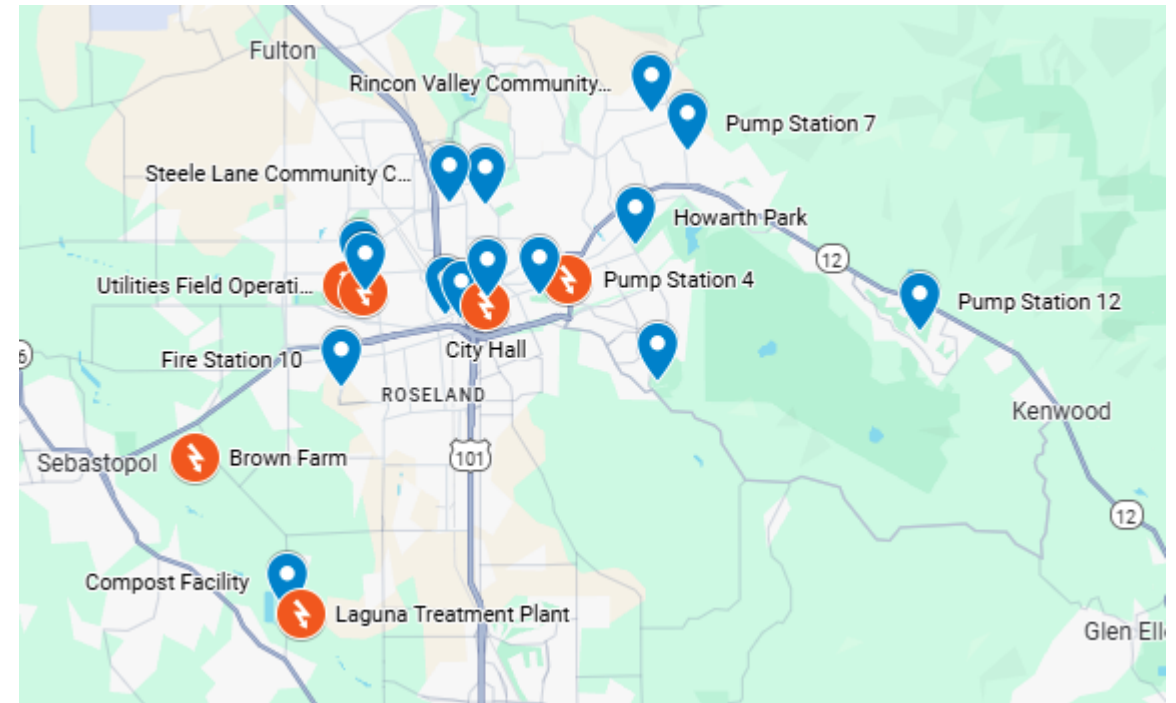 Fulton
Rincon Valley Community...
Pump Station 7
Steele Lane Community C...
Howarth Park
12
Utilities Field Operati...
Pump Station 4
Pump Station 12
City Hall
Fire Station 10
ROSELAND
Kenwood
Sebastopol
Brown Farm
101
12
Compost Facility
Laguna Treatment Plant
Glen Elle